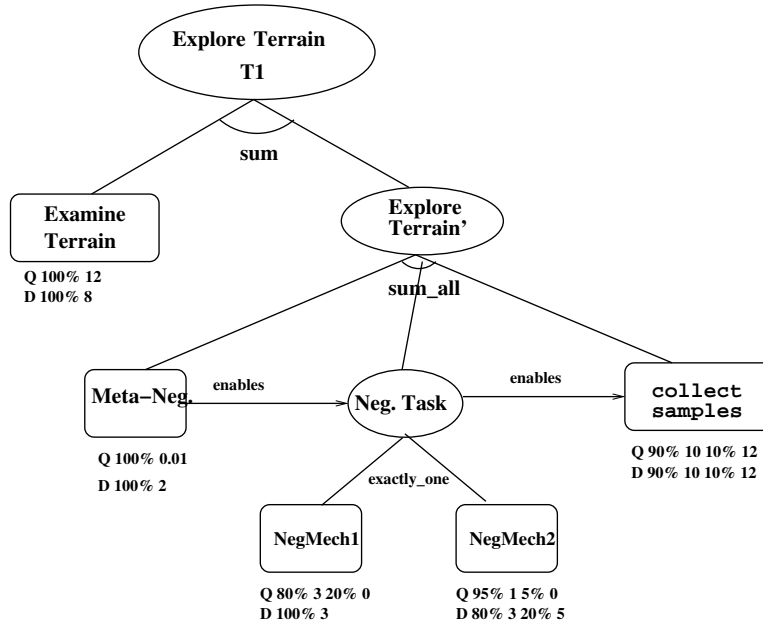 Explore Terrain
T1
sum
Examine
Terrain
Q 100% 12
D 100% 8
Explore
Terrain’
sum_all
Meta−Neg.
enables
Neg. Task
enables
collect
samples
Q 100% 0.01
D 100% 2
Q 90% 10 10% 12
D 90% 10 10% 12
exactly_one
NegMech1
NegMech2
Q 80% 3 20% 0
D 100% 3
Q 95% 1 5% 0
D 80% 3 20% 5